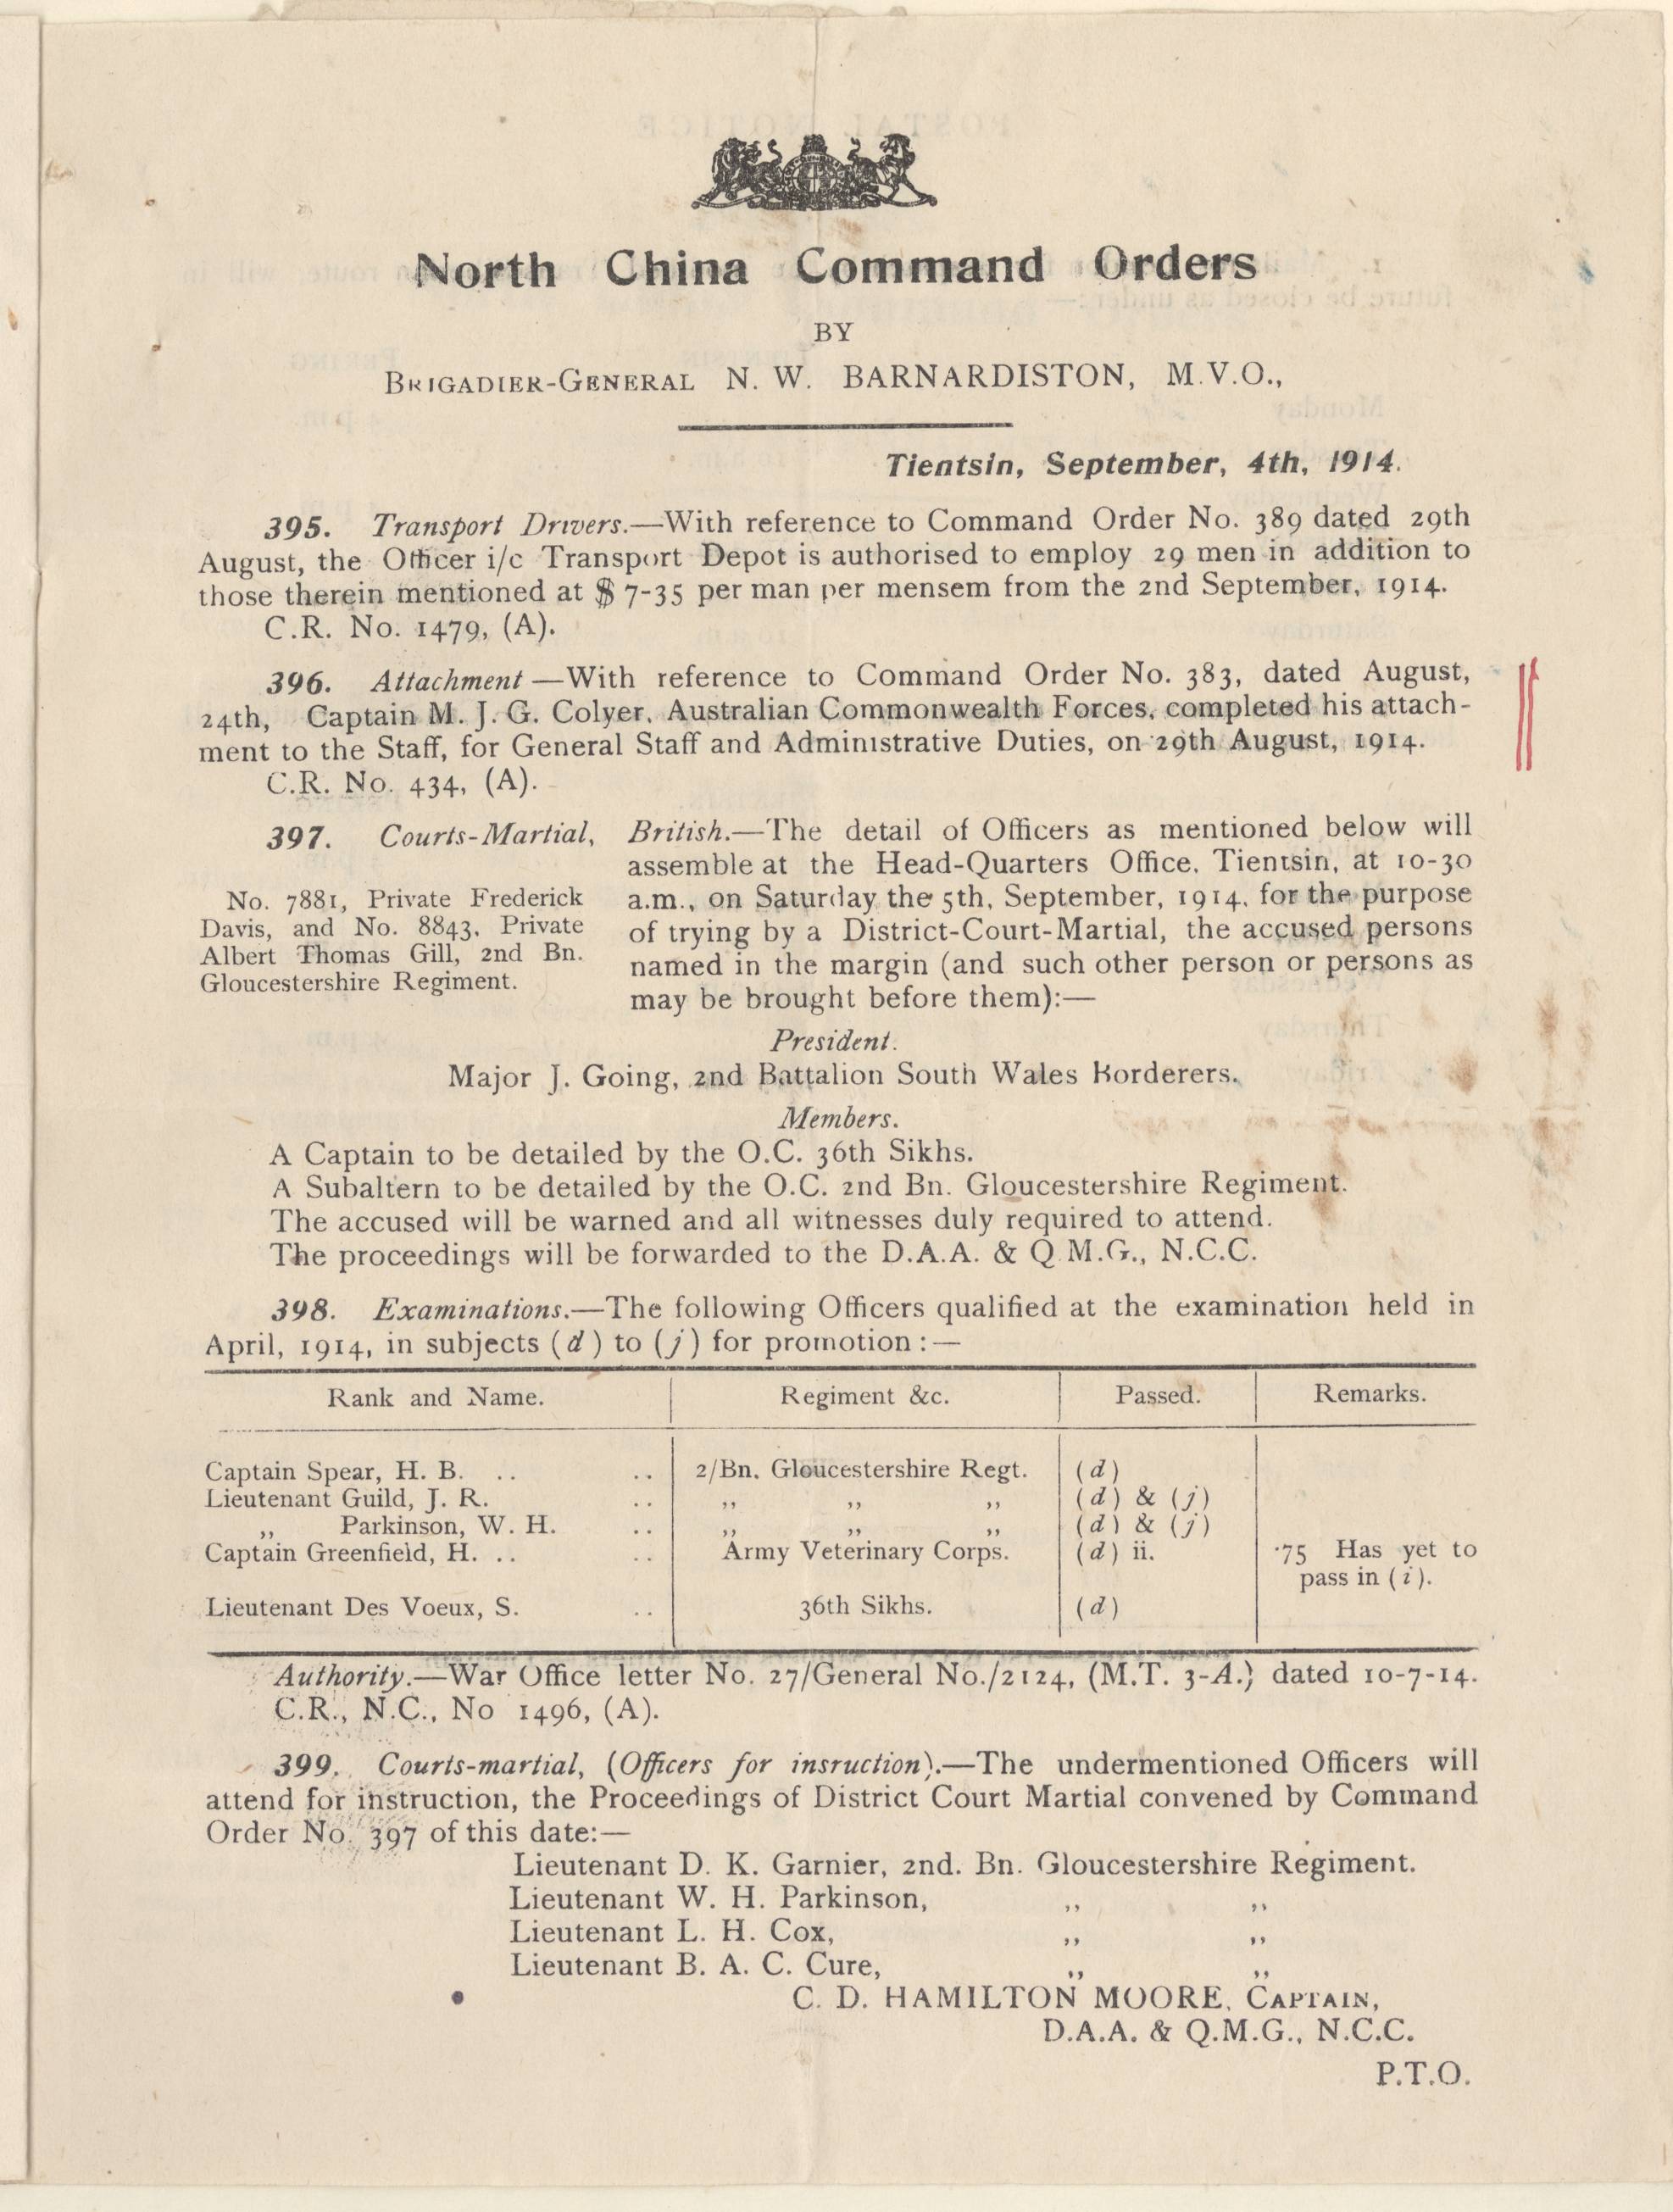 North China Command Orders
BY
BRIGADIER-GENERAL N. W. BARNARDISTON, M.V.O.,
Tientsin, September, 4th, 1914.
395. Transport Drivers.—With reference to Command Order No. 389 dated 29th
August, the Officer i/c Transport Depot is authorised to employ 29 men in addition to
those therein mentioned at $ 7-35 per man per mensem from the 2nd September, 1914.
C.R. No. 1479, (A).
396. Attachment—With reference to Command Order No. 383, dated August,
24th, Captain M. J. G. Colyer, Australian Commonwealth Forces, completed his attach-
ment to the Staff, for General Staff and Administrative Duties, on 29th August, 1914.
C.R. No. 434, (A).
397. Courts-Martial, British.—The detail of Officers as mentioned below will
assemble at the Head-Quarters Office, Tientsin, at 10-30
a.m., on Saturday the 5th, September, 1914, for the purpose
of trying by a District-Court-Martial, the accused persons
named in the margin (and such other person or persons as
may be brought before them):—
No. 7881, Private Frederick
Davis, and No. 8843, Private
Albert Thomas Gill, 2nd Bn.
Gloucestershire Regiment.
President.
Major J. Going, 2nd Battalion South Wales Borderers.
Members.
A Captain to be detailed by the O.C. 36th Sikhs.
A Subaltern to be detailed by the O.C. 2nd Bn. Gloucestershire Regiment.
The accused will be warned and all witnesses duly required to attend.
The proceedings will be forwarded to the D.A.A. & Q.M.G., N.C.C.
398. Examinations.—The following Officers qualified at the examination held in
April, 1914, in subjects (d) to (j) for promotion:—
Rank and Name. Regiment &c. Passed. Remarks.
Captain Spear, H. B. .. .. 2/Bn. Gloucestershire Regt. (d)
Lieutenant Guild, J. R. .. ,, ,, ,, (d) & (j)
,, Parkinson, W. H. .. ,, ,, ,, (d) & (j)
Captain Greenfield, H. .. .. Army Veterinary Corps. (d) ii. ·75 Has yet to
pass in (i).
Lieutenant Des Voeux, S. .. 36th Sikhs. (d)
Authority.—War Office letter No. 27/General No./2124, (M.T. 3-A.) dated 10-7-14.
C.R., N.C., No 1496, (A).
399. Courts-martial, (Officers for insruction).—The undermentioned Officers will
attend for instruction, the Proceedings of District Court Martial convened by Command
Order No. 397 of this date:—
Lieutenant D. K. Garnier, 2nd. Bn. Gloucestershire Regiment.
Lieutenant W. H. Parkinson, ,, ,,
Lieutenant L. H. Cox, ,, ,,
Lieutenant B. A. C. Cure, ,, ,,
C. D. HAMILTON MOORE, CAPTAIN,
D.A.A. & Q.M.G., N.C.C.
P.T.O.